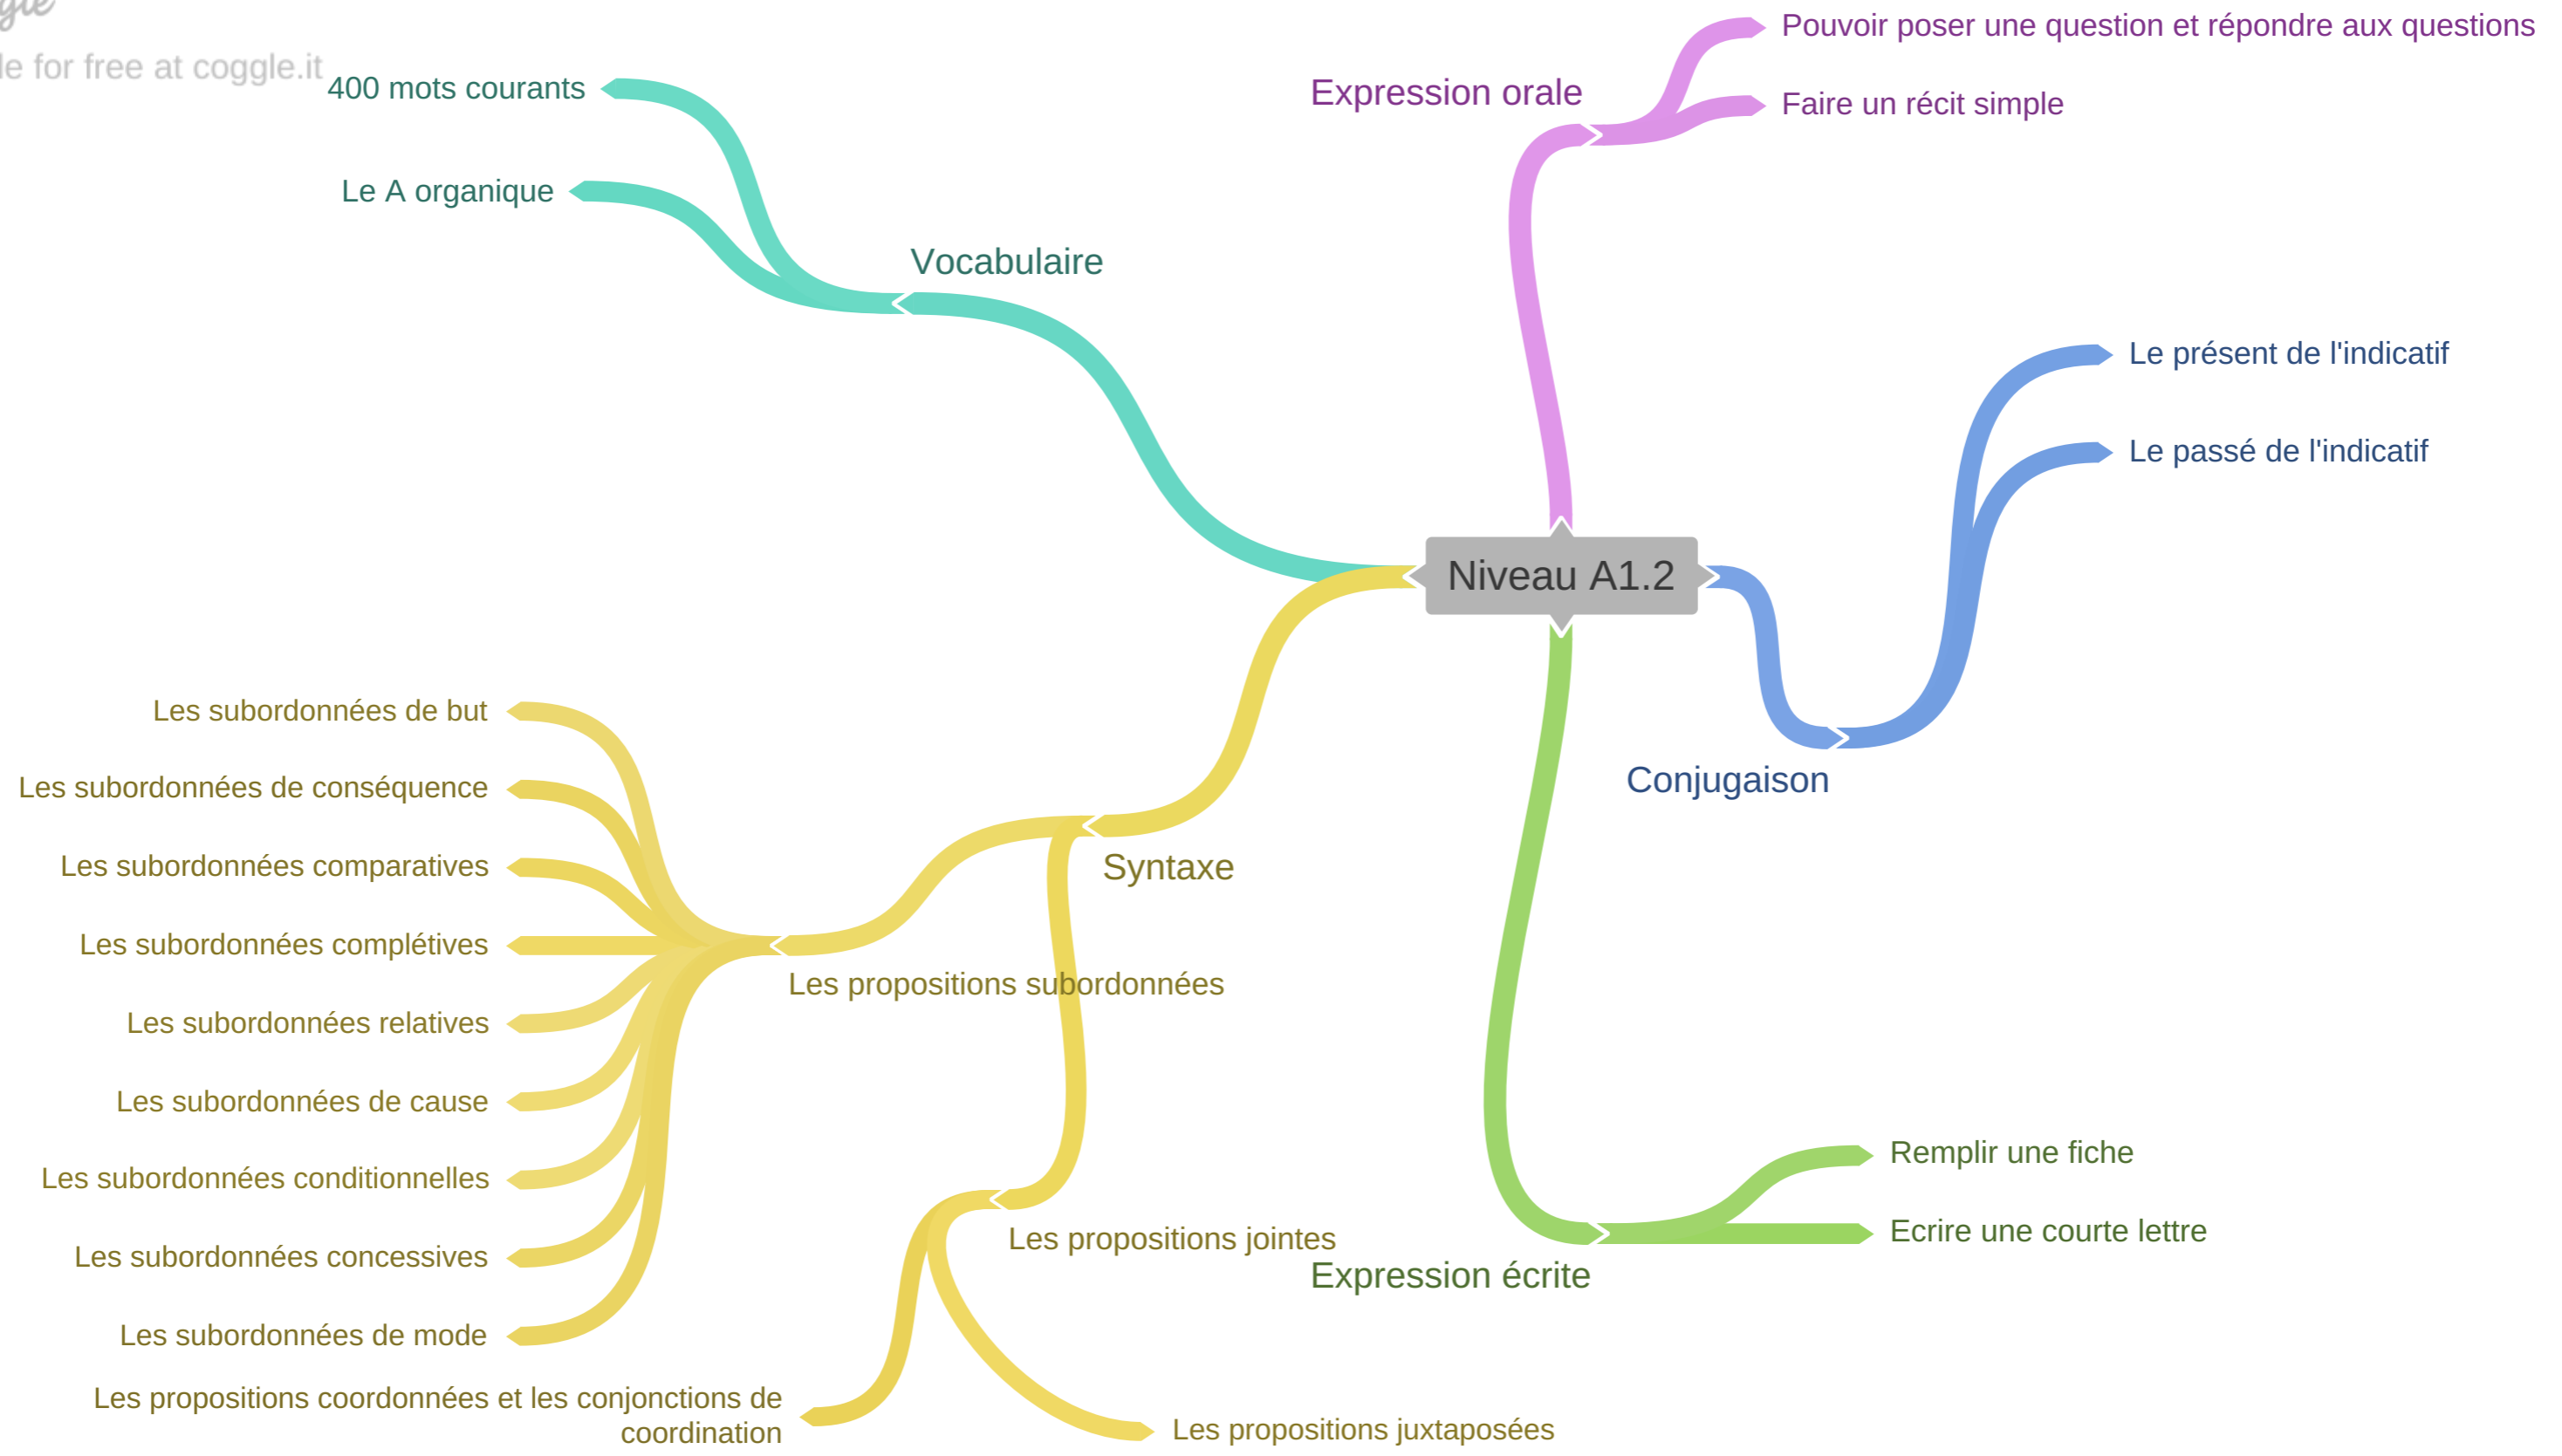 for free at coggle.it
400 mots courants
Le A organique
Vocabulaire
Expression orale
Pouvoir poser une question et répondre aux questions
Faire un récit simple
Le présent de l'indicatif
Le passé de l'indicatif
Niveau A1.2
Conjugaison
Syntaxe
Les subordonnées de but
Les subordonnées de conséquence
Les subordonnées comparatives
Les subordonnées complétives
Les subordonnées relatives
Les subordonnées de cause
Les subordonnées conditionnelles
Les subordonnées concessives
Les subordonnées de mode
Les propositions subordonnées
Les propositions jointes
Les propositions coordonnées et les conjonctions de
coordination
Les propositions juxtaposées
Expression écrite
Remplir une fiche
Ecrire une courte lettre